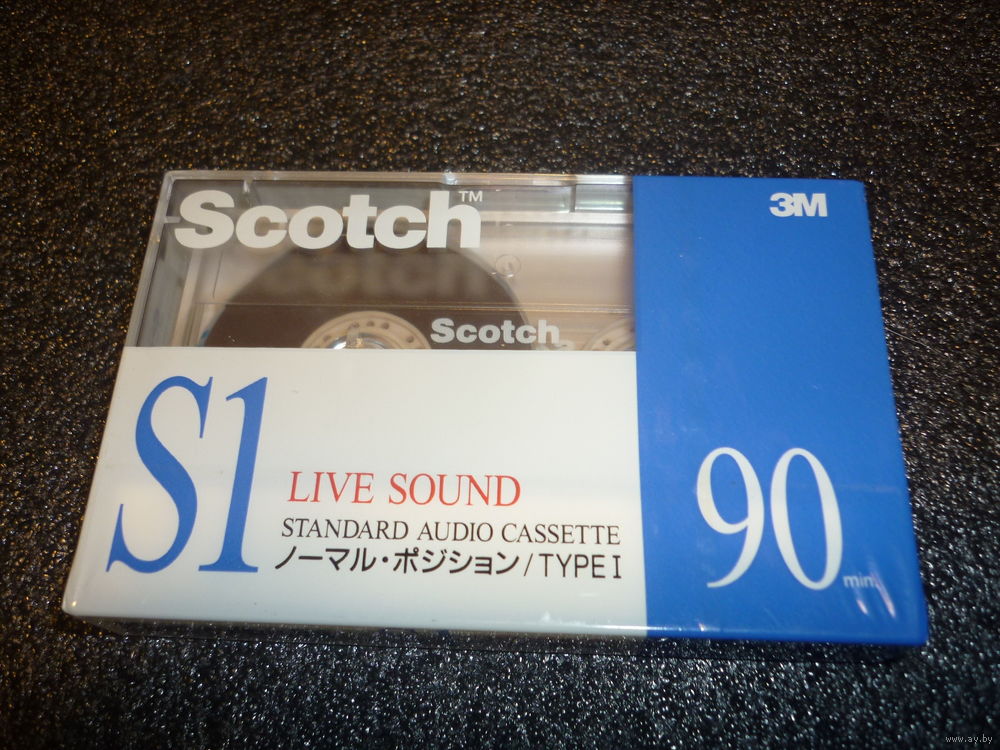 Scotch™
3M
Scotch
S1
LIVE SOUND
STANDARD AUDIO CASSETTE
ノーマル・ポジション/TYPE I
90 min.
www.ay.by